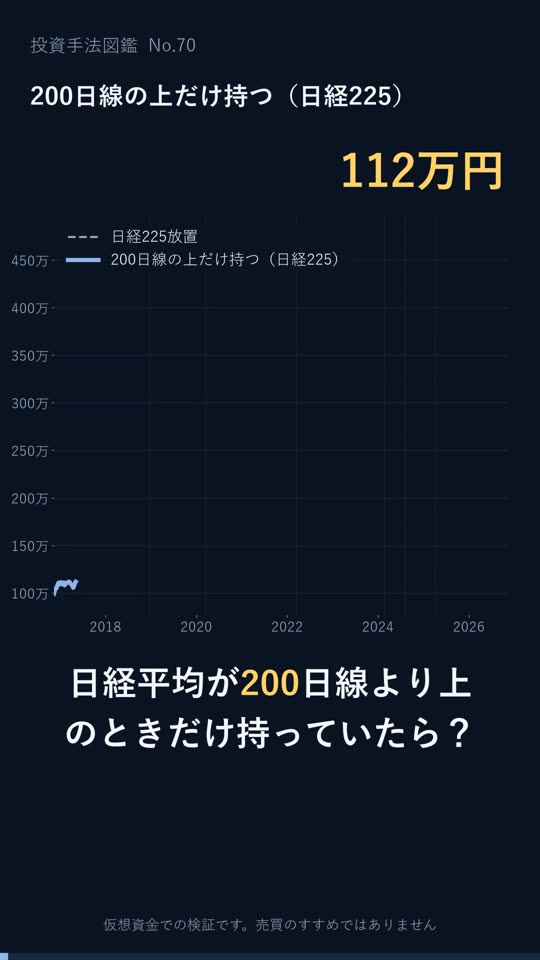 投資手法図鑑 No.70
200日線の上だけ持つ（日経225）
112万円
日経225放置
200日線の上だけ持つ（日経225）
450万
400万
350万
300万
250万
200万
150万
100万
2018 2020 2022 2024 2026
日経平均が200日線より上
のときだけ持っていたら？
仮想資金での検証です。売買のすすめではありません